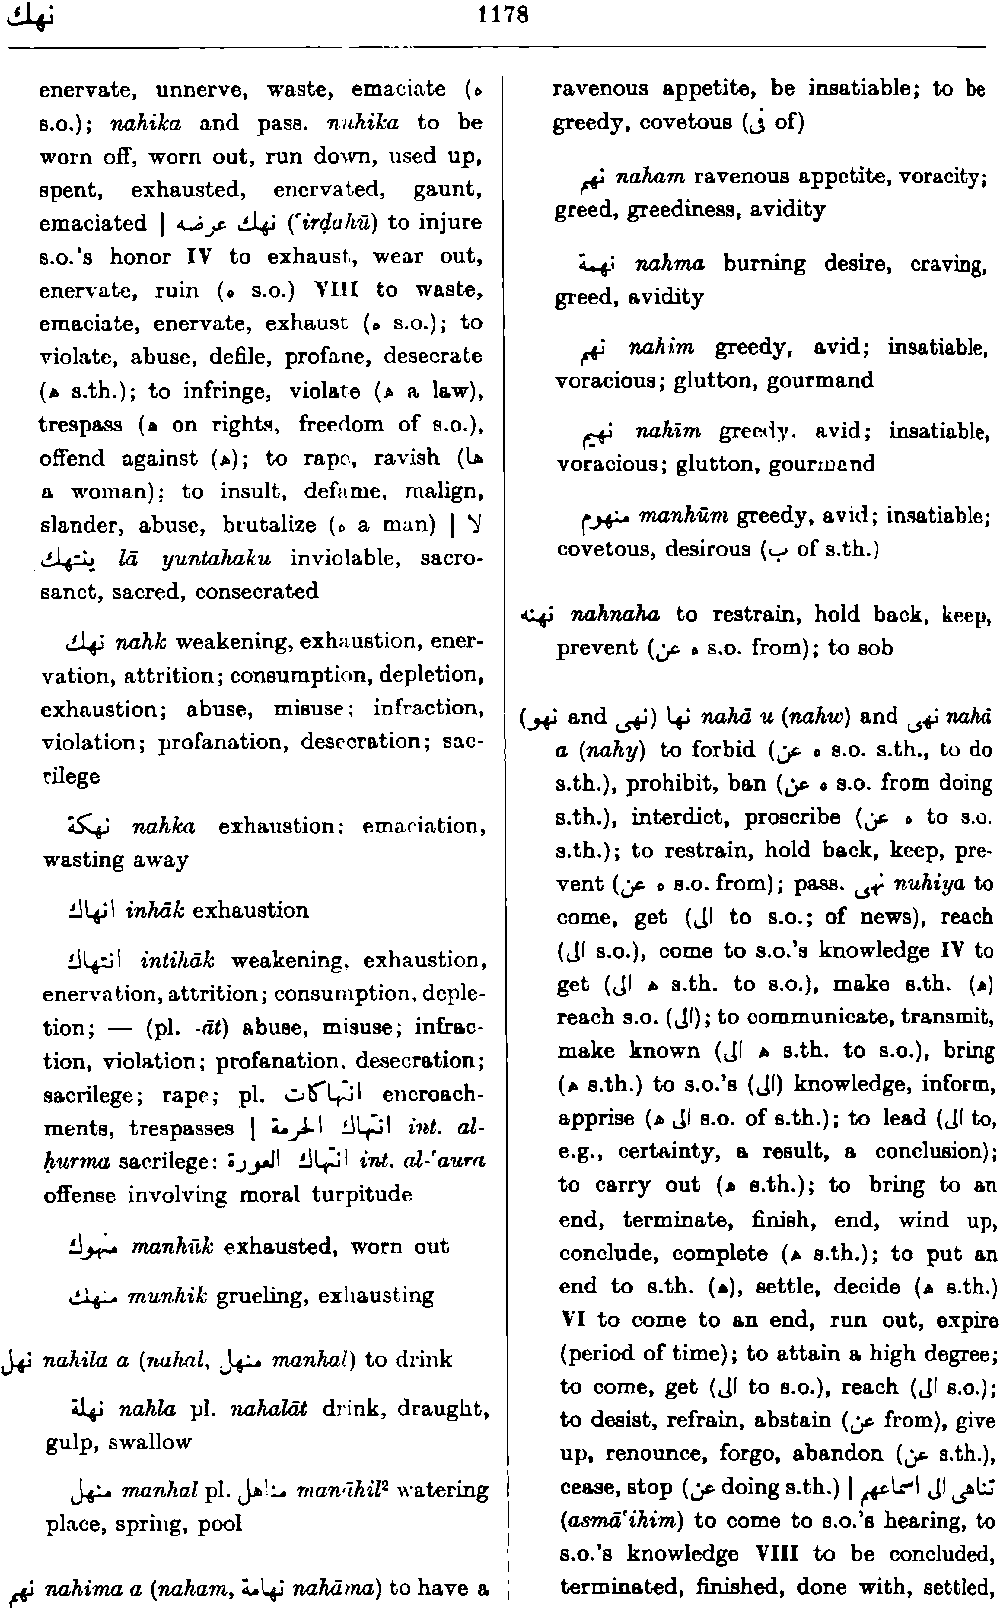 نهك
1178
enervate, unnerve, waste, emaciate (ه
s.o.); nahika and pass. nuhika to be
worn off, worn out, run down, used up,
spent, exhausted, enervated, gaunt,
emaciated | نهك عرضه (‘irḍahū) to injure
s.o.'s honor IV to exhaust, wear out,
enervate, ruin (ه s.o.) VIII to waste,
emaciate, enervate, exhaust (ه s.o.); to
violate, abuse, defile, profane, desecrate
(ھ s.th.); to infringe, violate (ھ a law),
trespass (ھ on rights, freedom of s.o.),
offend against (ھ); to rape, ravish (ها
a woman); to insult, defame, malign,
slander, abuse, brutalize (ه a man) | لا
ينتهك lā yuntahaku inviolable, sacro-
sanct, sacred, consecrated
نهك nahk weakening, exhaustion, ener-
vation, attrition; consumption, depletion,
exhaustion; abuse, misuse; infraction,
violation; profanation, desecration; sac-
rilege
نهكة nahka exhaustion; emaciation,
wasting away
انهاك inhāk exhaustion
انتهاك intihāk weakening, exhaustion,
enervation, attrition; consumption, deple-
tion; — (pl. -āt) abuse, misuse; infrac-
tion, violation; profanation, desecration;
sacrilege; rape; pl. انتهاكات encroach-
ments, trespasses | انتهاك الحرمة int. al-
ḥurma sacrilege; انتهاك العورة int. al-‘aura
offense involving moral turpitude
منهوك manhūk exhausted, worn out
منهك munhik grueling, exhausting
نهل nahila a (nahal, منهل manhal) to drink
نهلة nahla pl. nahalāt drink, draught,
gulp, swallow
منهل manhal pl. مناهل manāhil² watering
place, spring, pool
نهم nahima a (naham, نهامة nahāma) to have a
ravenous appetite, be insatiable; to be
greedy, covetous (فى of)
نهم naham ravenous appetite, voracity;
greed, greediness, avidity
نهمة nahma burning desire, craving,
greed, avidity
نهم nahim greedy, avid; insatiable,
voracious; glutton, gourmand
نهيم nahīm greedy, avid; insatiable,
voracious; glutton, gourmand
منهوم manhūm greedy, avid; insatiable;
covetous, desirous (ب of s.th.)
نهنه nahnaha to restrain, hold back, keep,
prevent (ه عن s.o. from); to sob
(نهو and نهى) نها nahā u (nahw) and نهى nahā
a (nahy) to forbid (ه عن s.o. s.th., to do
s.th.), prohibit, ban (ه عن s.o. from doing
s.th.), interdict, proscribe (ه عن to s.o.
s.th.); to restrain, hold back, keep, pre-
vent (ه عن s.o. from); pass. نهى nuhiya to
come, get (الى to s.o.; of news), reach
(الى s.o.), come to s.o.'s knowledge IV to
get (ھ الى s.th. to s.o.), make s.th. (ھ)
reach s.o. (الى); to communicate, transmit,
make known (ھ الى s.th. to s.o.), bring
(ھ s.th.) to s.o.'s (الى) knowledge, inform,
apprise (الى ھ s.o. of s.th.); to lead (الى to,
e.g., certainty, a result, a conclusion);
to carry out (ھ s.th.); to bring to an
end, terminate, finish, end, wind up,
conclude, complete (ھ s.th.); to put an
end to s.th. (ھ), settle, decide (ھ s.th.)
VI to come to an end, run out, expire
(period of time); to attain a high degree;
to come, get (الى to s.o.), reach (الى s.o.);
to desist, refrain, abstain (عن from), give
up, renounce, forgo, abandon (عن s.th.),
cease, stop (عن doing s.th.) | تناهى الى اسماعهم
(asmā‘ihim) to come to s.o.'s hearing, to
s.o.'s knowledge VIII to be concluded,
terminated, finished, done with, settled,